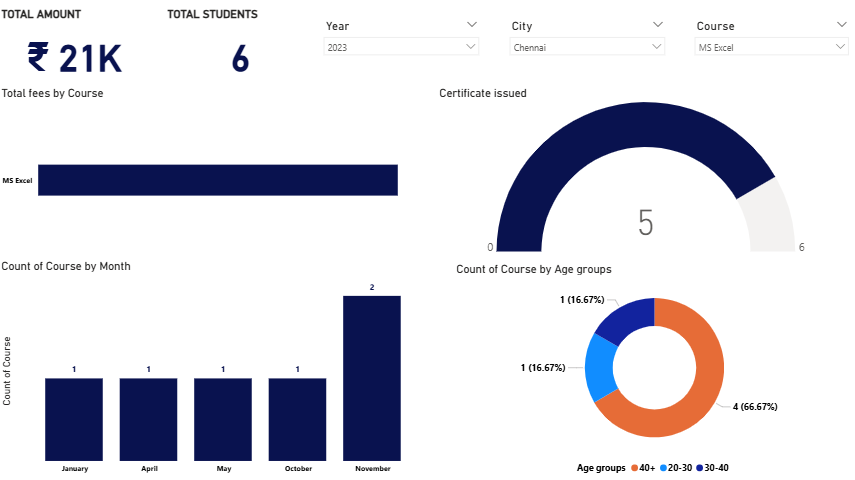 TOTAL AMOUNT
₹ 21K
TOTAL STUDENTS
6
Year
2023
City
Chennai
Course
MS Excel
Total fees by Course
MS Excel
Certificate issued
5
0
6
Count of Course by Month
Count of Course
1
1
1
1
2
January
April
May
October
November
Count of Course by Age groups
1 (16.67%)
1 (16.67%)
4 (66.67%)
Age groups 40+ 20-30 30-40